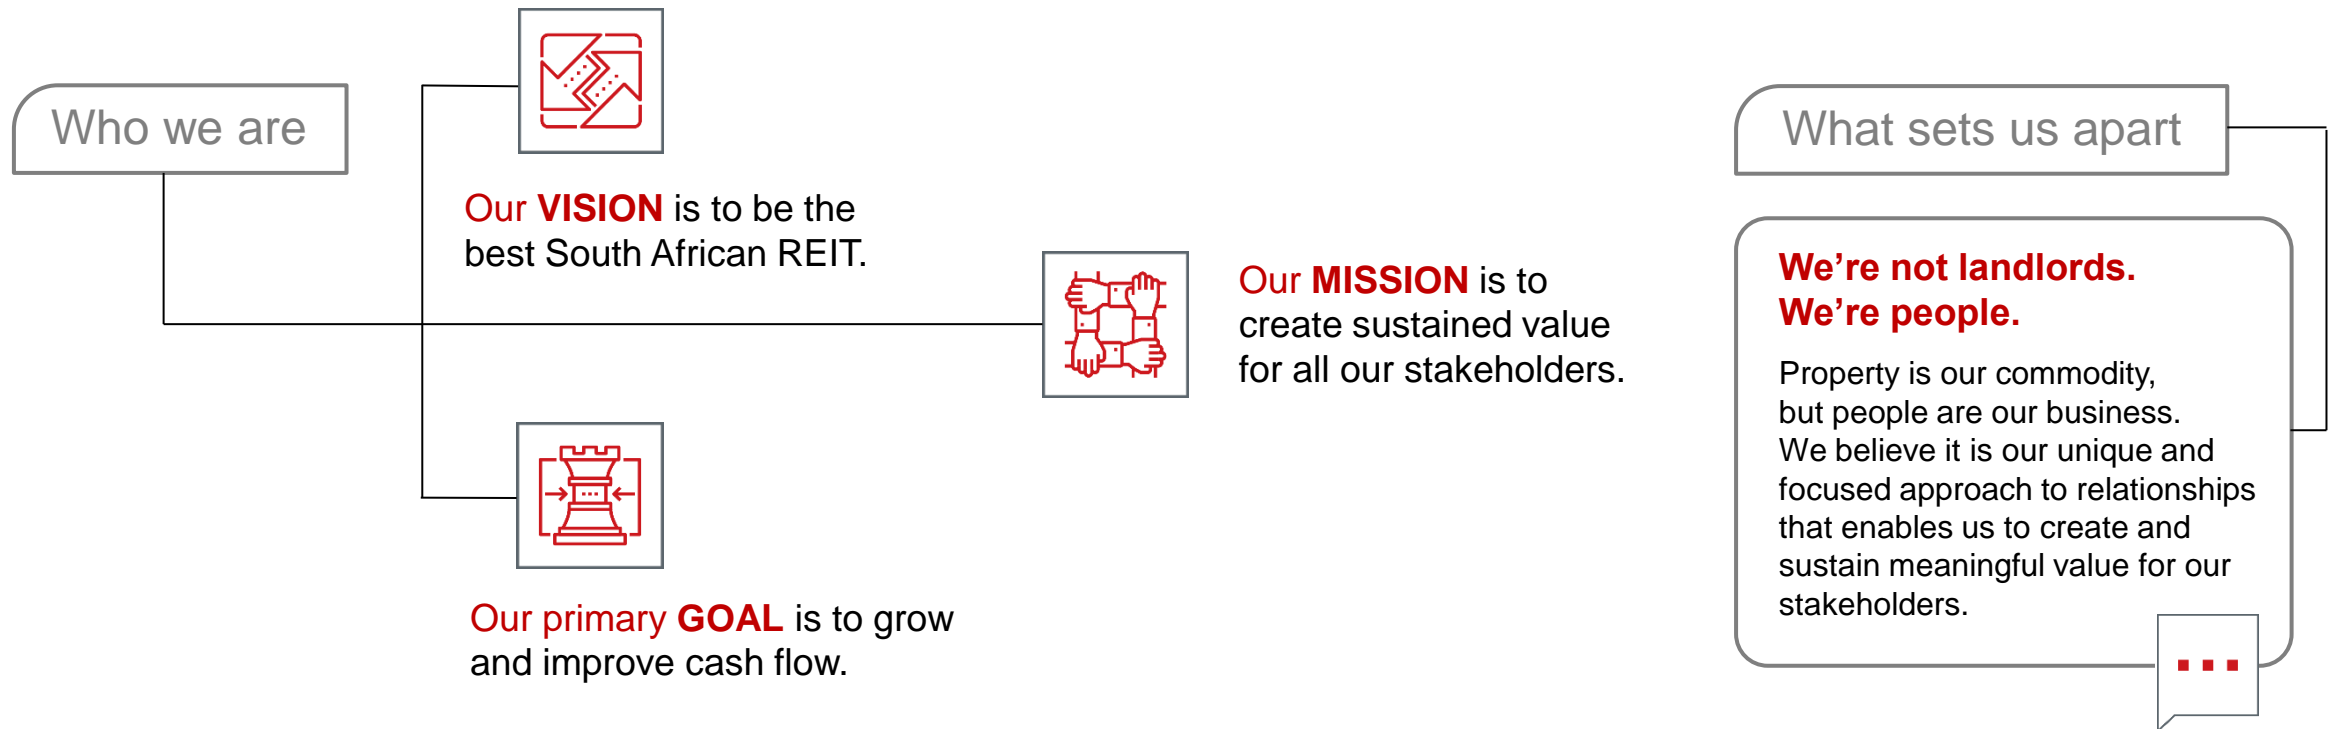 Who we are
Our VISION is to be the
best South African REIT.
Our MISSION is to
create sustained value
for all our stakeholders.
Our primary GOAL is to grow
and improve cash flow.
What sets us apart
We’re not landlords.
We’re people.
Property is our commodity,
but people are our business.
We believe it is our unique and
focused approach to relationships
that enables us to create and
sustain meaningful value for our
stakeholders.